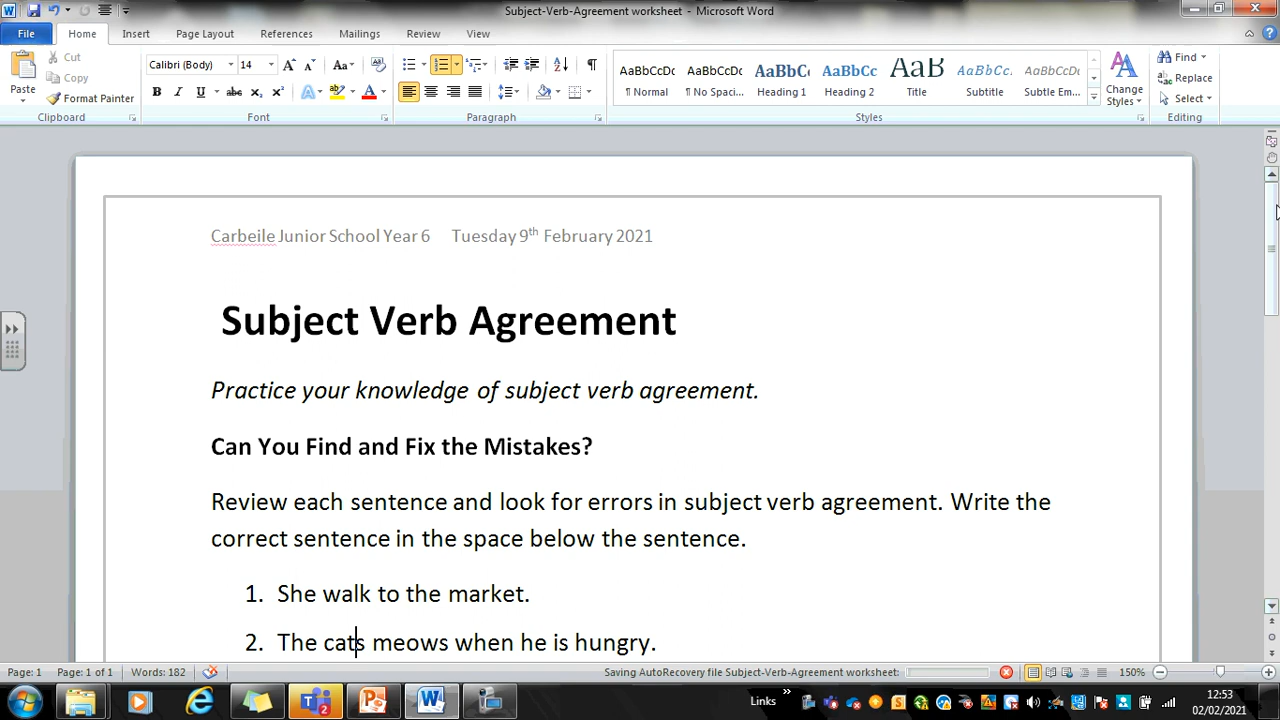 Subject-Verb-Agreement worksheet - Microsoft Word
File Home Insert Page Layout References Mailings Review View
Cut
Copy
Format Painter
Paste
Calibri (Body) 14
Find
Replace
Select
AaBbCcDc AaBbCcDc AaBbCc AaBbCc AaB AaBbCc. AaBbCcDc
¶ Normal ¶ No Spaci... Heading 1 Heading 2 Title Subtitle Subtle Em...
Change
Styles
Clipboard Font Paragraph Styles Editing
Carbeile Junior School Year 6 Tuesday 9th February 2021
Subject Verb Agreement
Practice your knowledge of subject verb agreement.
Can You Find and Fix the Mistakes?
Review each sentence and look for errors in subject verb agreement. Write the
correct sentence in the space below the sentence.
1. She walk to the market.
2. The cats meows when he is hungry.
Page: 1 Page: 1 of 1 Words: 182 Saving AutoRecovery file Subject-Verb-Agreement worksheet: 150%
Links » 12:53
02/02/2021